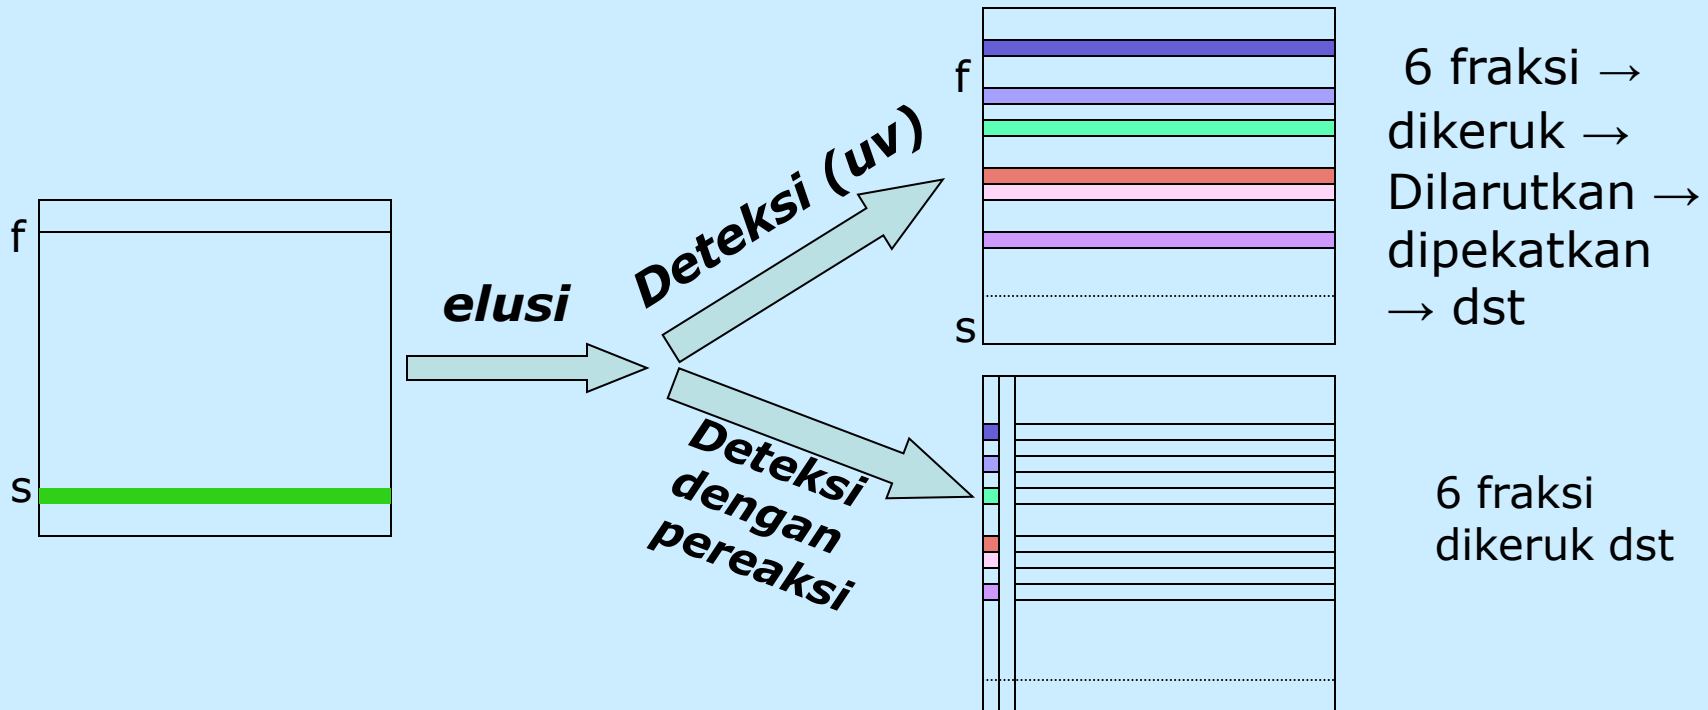 f
s
elusi
Deteksi (uv)
f
s
6 fraksi →
dikeruk →
Dilarutkan →
dipekatkan
→ dst
Deteksi
dengan
pereaksi
6 fraksi
dikeruk dst